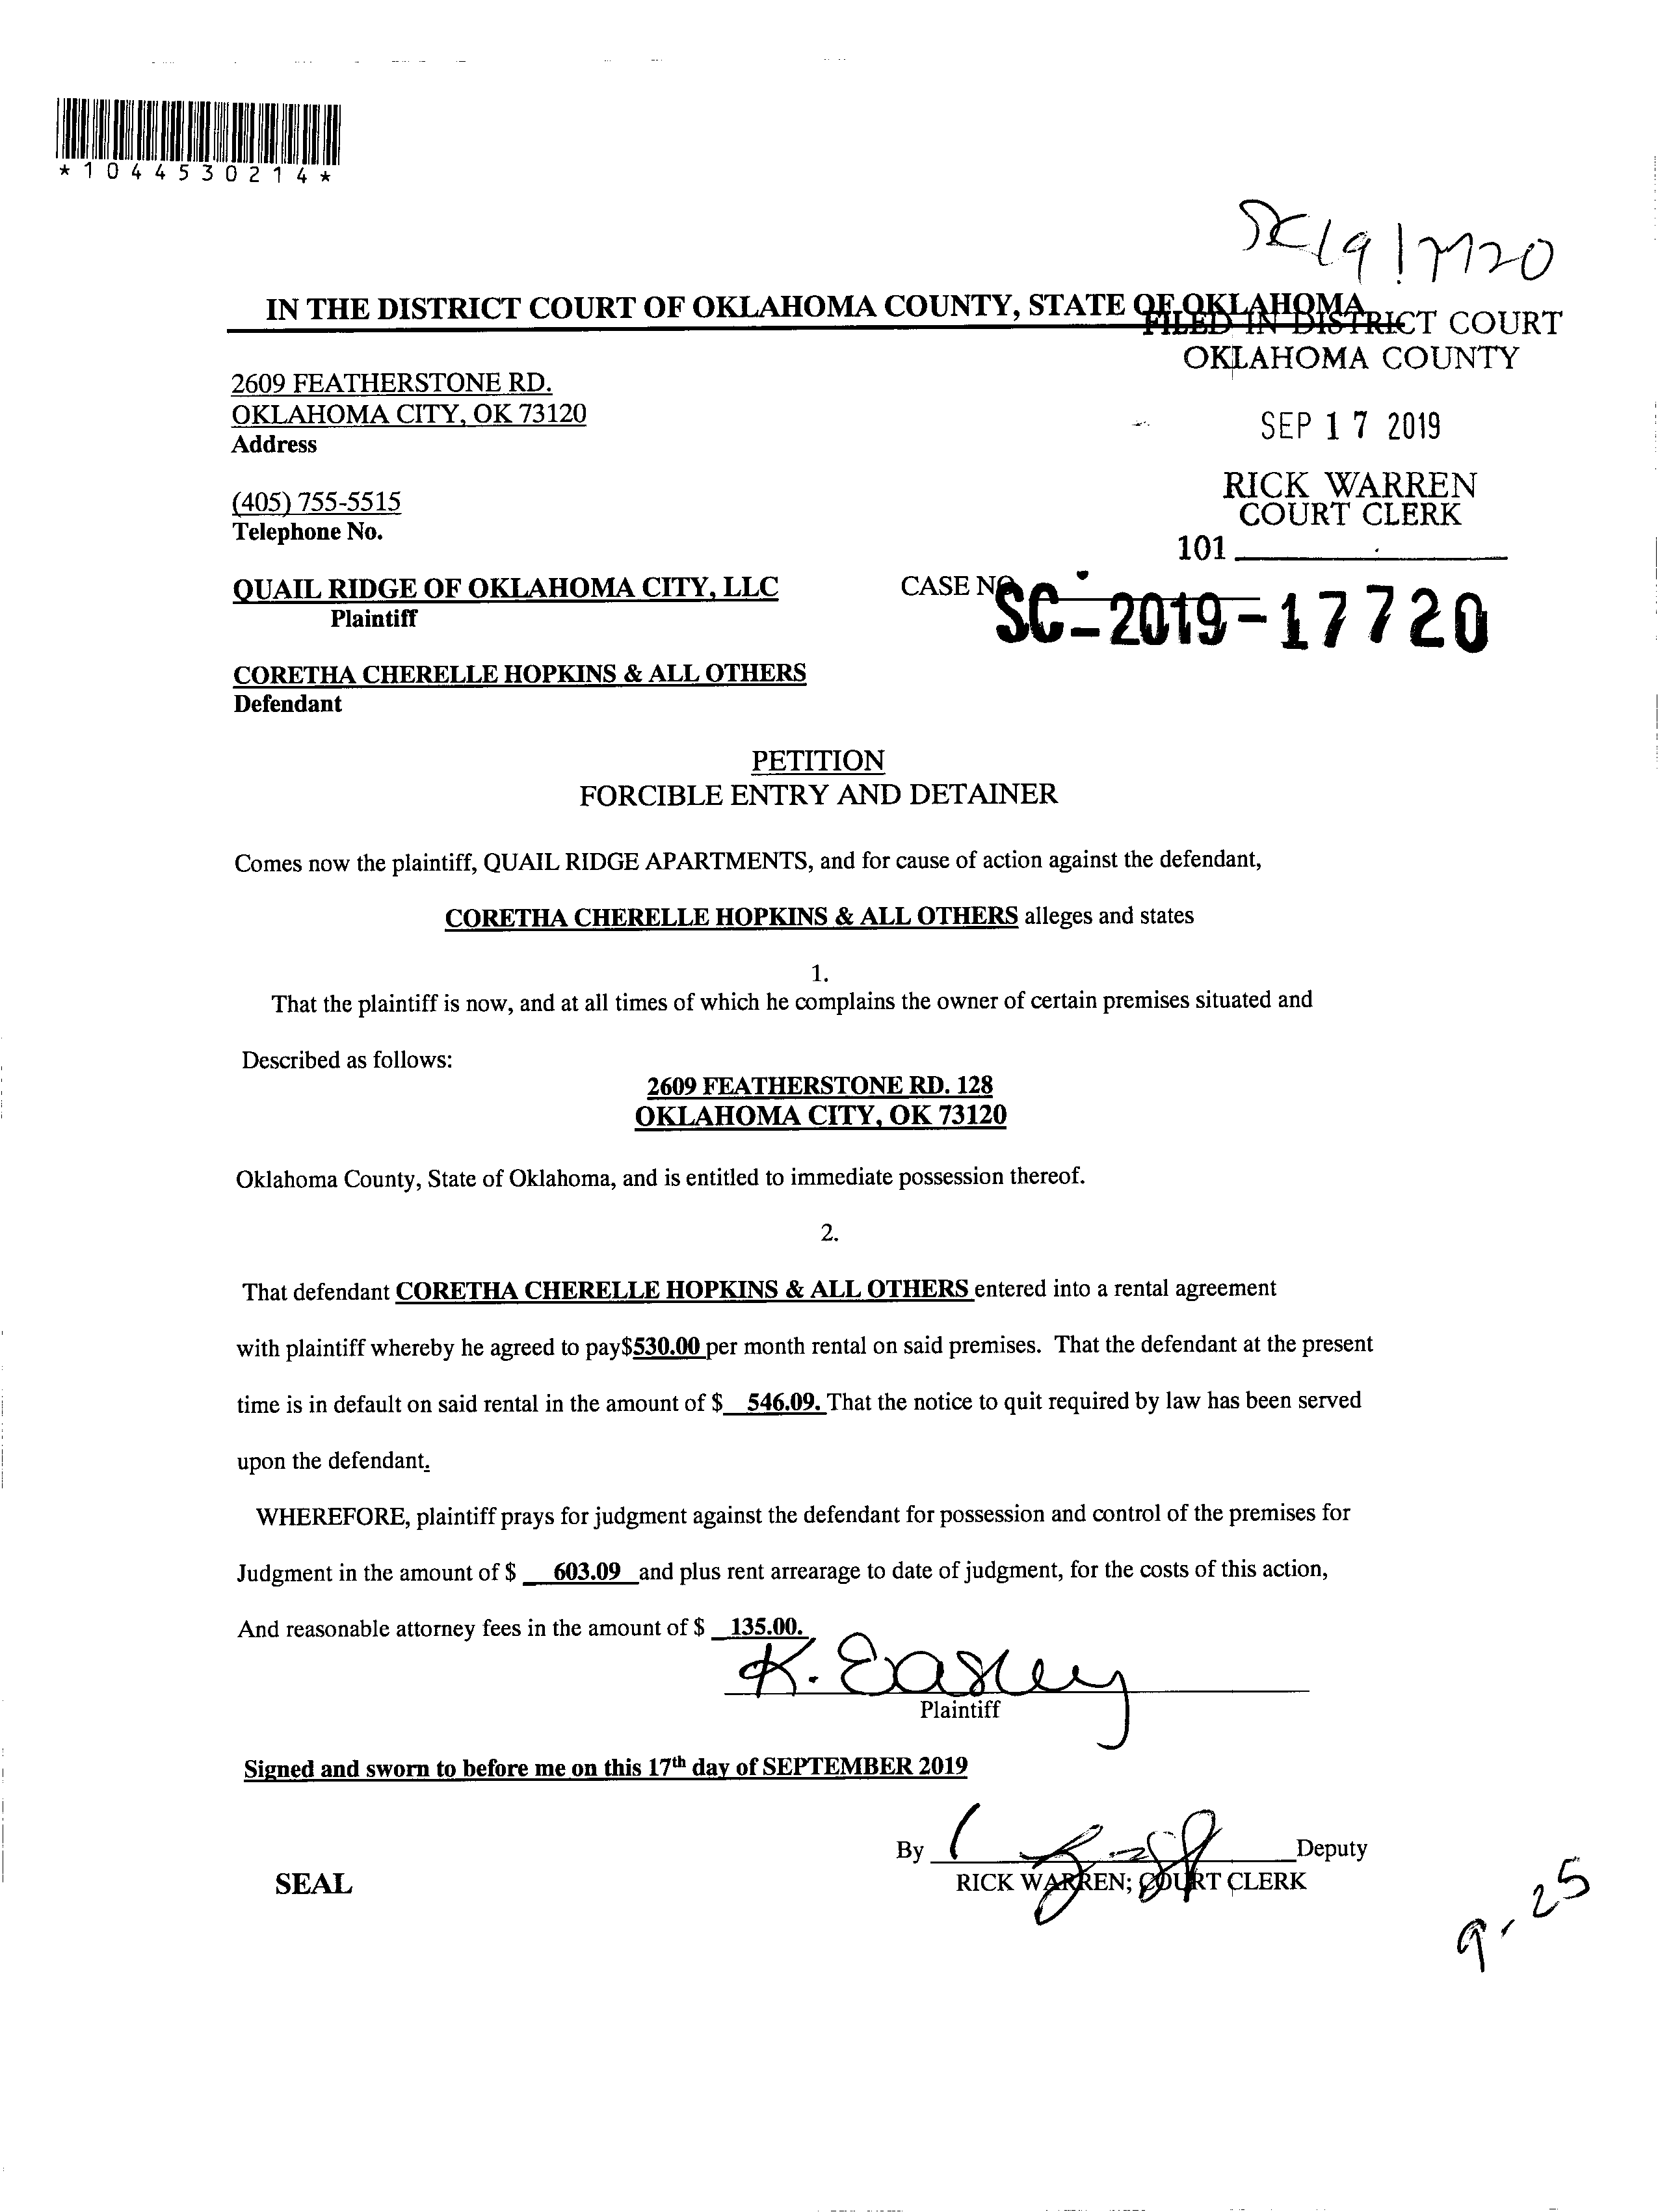 *1044530214*
SC19 17720
IN THE DISTRICT COURT OF OKLAHOMA COUNTY, STATE OF OKLAHOMA
FILED IN DISTRICT COURT
OKLAHOMA COUNTY
2609 FEATHERSTONE RD.
OKLAHOMA CITY, OK 73120
Address
SEP 17 2019
(405) 755-5515
Telephone No.
RICK WARREN
COURT CLERK
101
QUAIL RIDGE OF OKLAHOMA CITY, LLC
Plaintiff
CASE NO. SC-2019-17720
CORETHA CHERELLE HOPKINS & ALL OTHERS
Defendant
PETITION
FORCIBLE ENTRY AND DETAINER
Comes now the plaintiff, QUAIL RIDGE APARTMENTS, and for cause of action against the defendant,
CORETHA CHERELLE HOPKINS & ALL OTHERS alleges and states
1.
That the plaintiff is now, and at all times of which he complains the owner of certain premises situated and
Described as follows:
2609 FEATHERSTONE RD. 128
OKLAHOMA CITY, OK 73120
Oklahoma County, State of Oklahoma, and is entitled to immediate possession thereof.
2.
That defendant CORETHA CHERELLE HOPKINS & ALL OTHERS entered into a rental agreement
with plaintiff whereby he agreed to pay$530.00 per month rental on said premises. That the defendant at the present
time is in default on said rental in the amount of $ 546.09. That the notice to quit required by law has been served
upon the defendant.
WHEREFORE, plaintiff prays for judgment against the defendant for possession and control of the premises for
Judgment in the amount of $ 603.09 and plus rent arrearage to date of judgment, for the costs of this action,
And reasonable attorney fees in the amount of $ 135.00.
K. Easley
Plaintiff
Signed and sworn to before me on this 17th day of SEPTEMBER 2019
By Deputy
RICK WARREN; COURT CLERK
SEAL
9-25